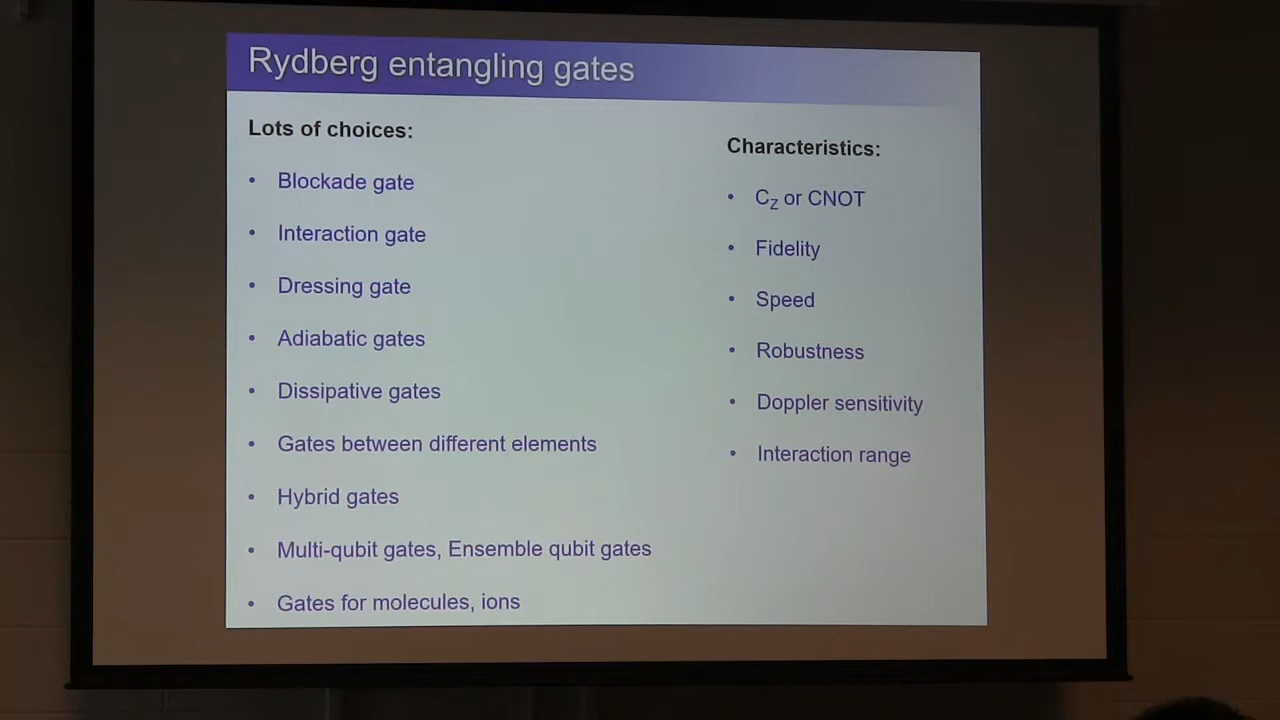 Rydberg entangling gates
Lots of choices:
• Blockade gate
• Interaction gate
• Dressing gate
• Adiabatic gates
• Dissipative gates
• Gates between different elements
• Hybrid gates
• Multi-qubit gates, Ensemble qubit gates
• Gates for molecules, ions
Characteristics:
• CZ or CNOT
• Fidelity
• Speed
• Robustness
• Doppler sensitivity
• Interaction range